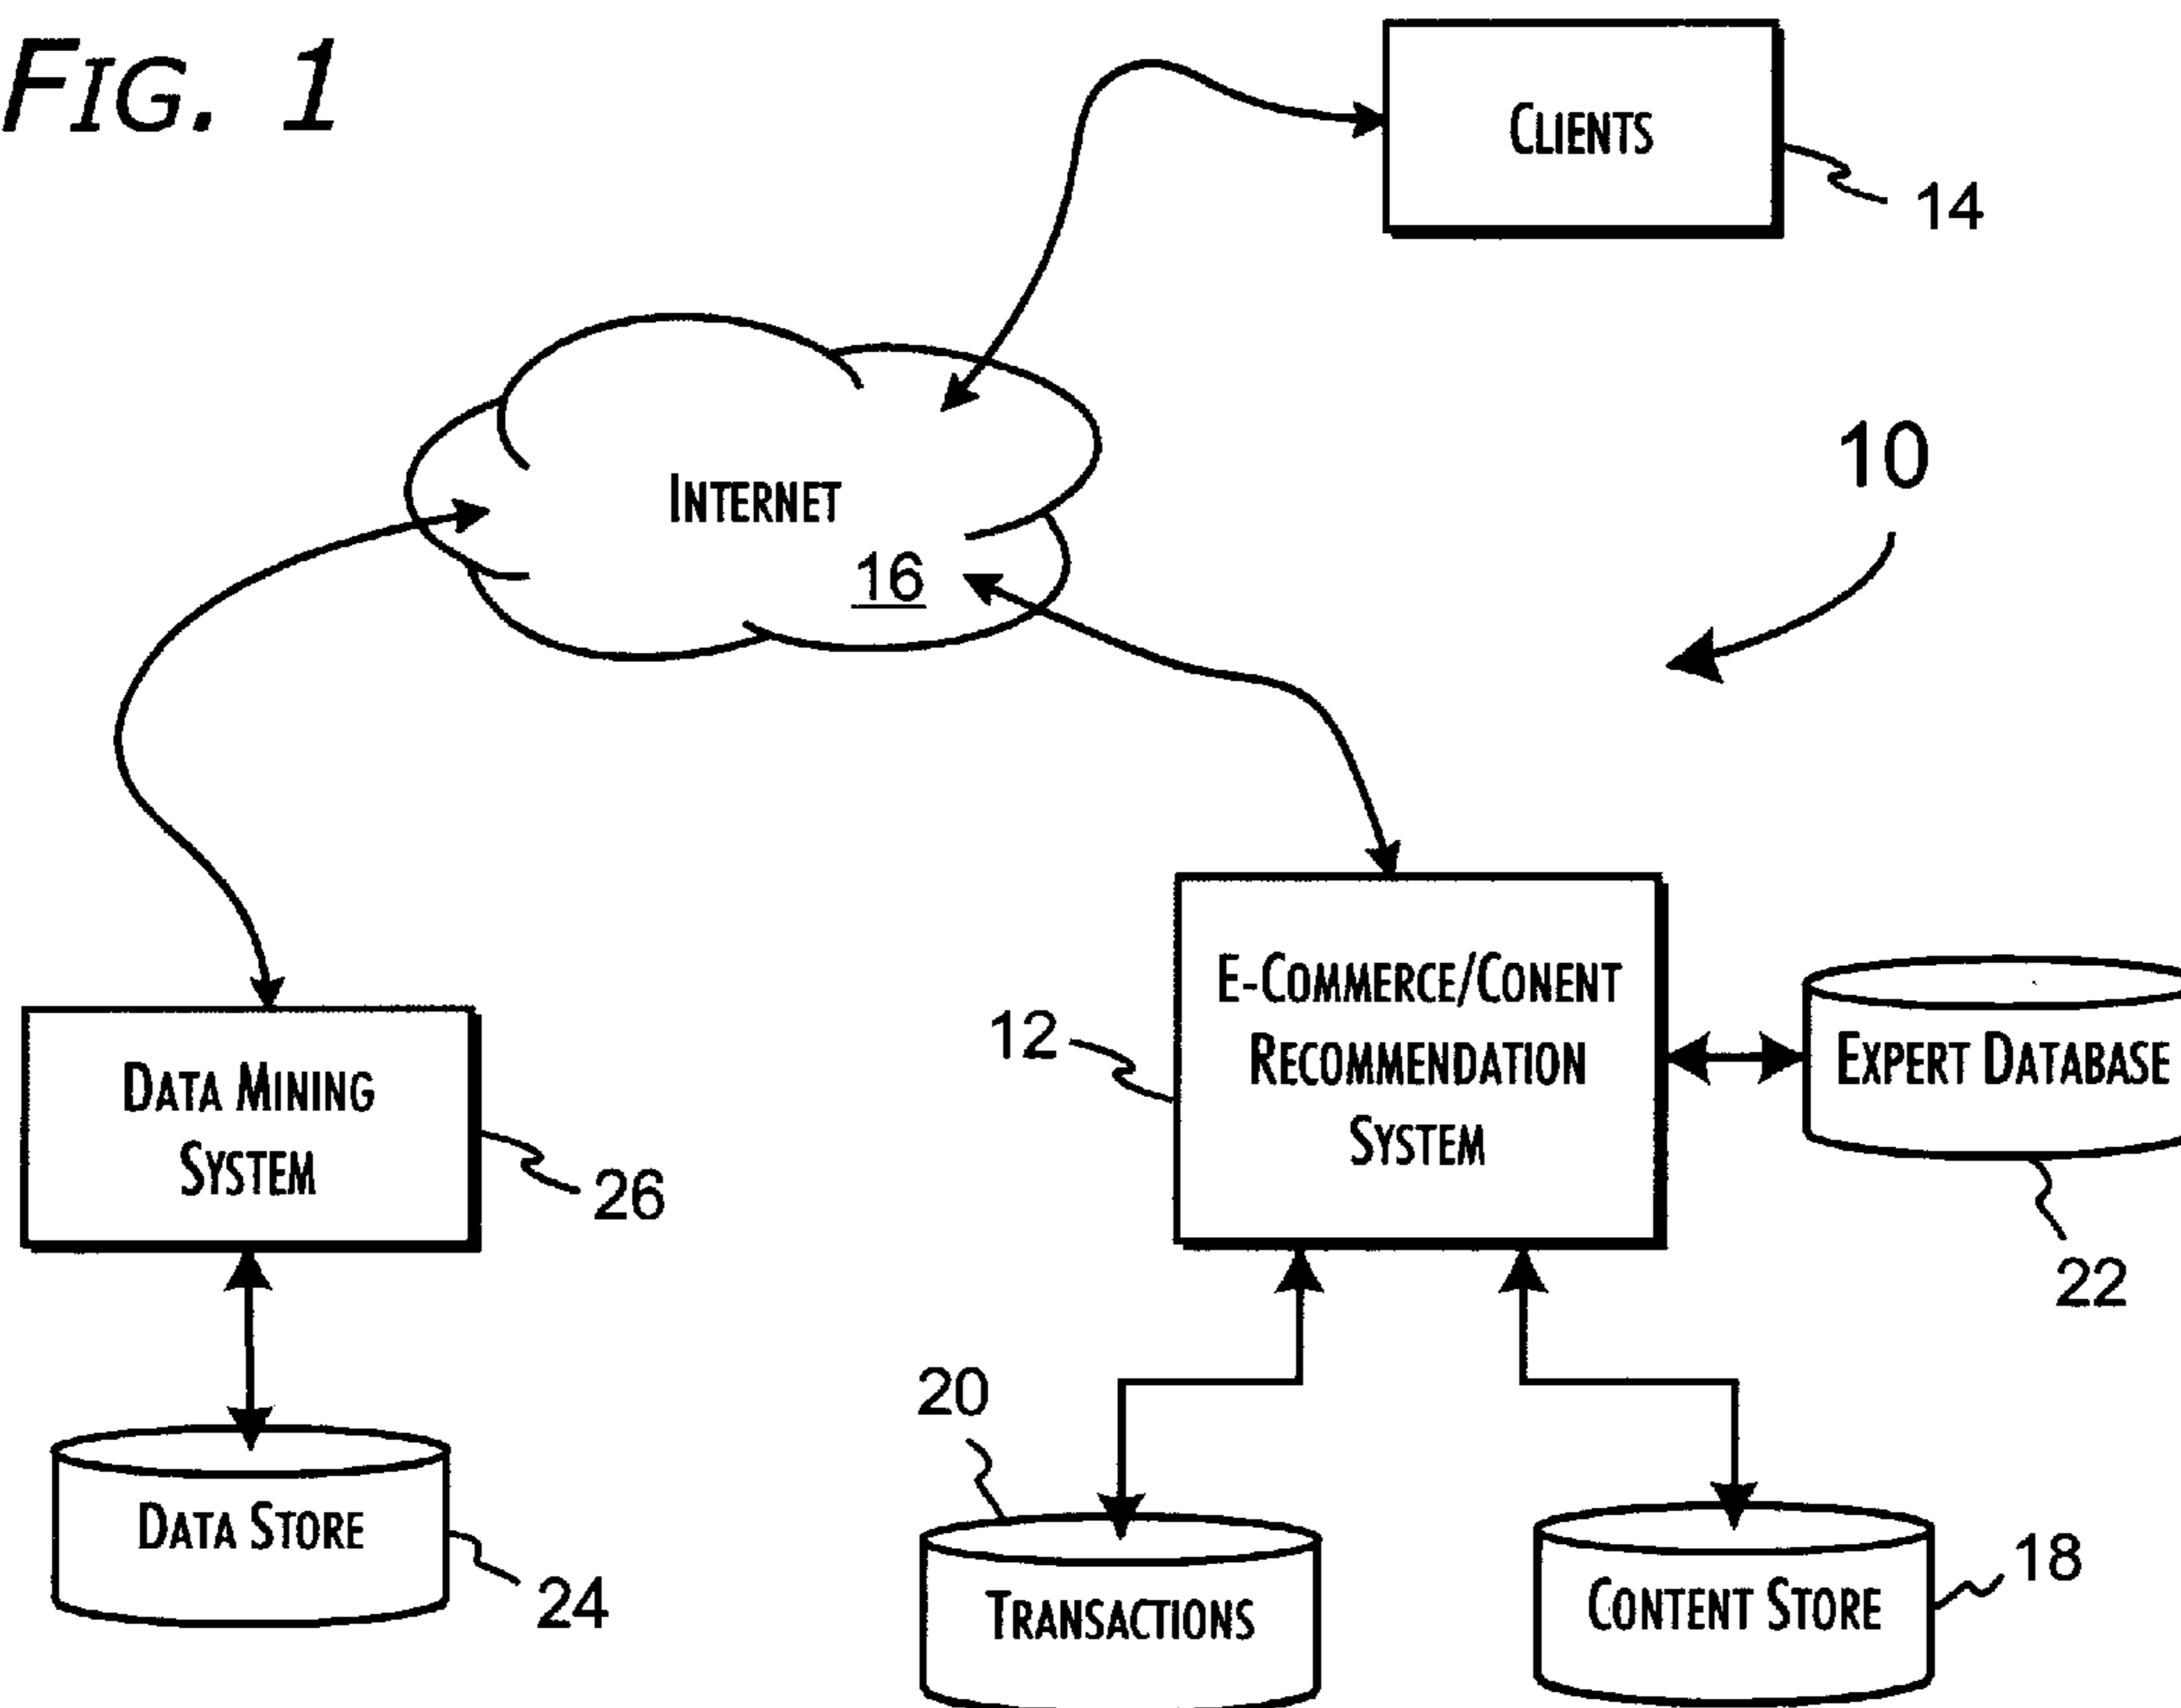 FIG. 1
CLIENTS
14
INTERNET
16
10
12
E-COMMERCE/CONENT
RECOMMENDATION
SYSTEM
EXPERT DATABASE
22
DATA MINING
SYSTEM
26
20
DATA STORE
24
TRANSACTIONS
CONTENT STORE
18